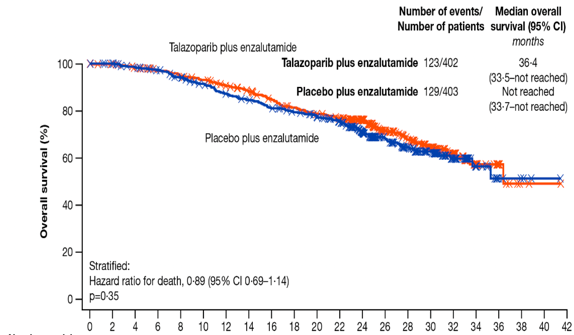 Number of events/ Median overall
Number of patients survival (95% CI)
months
Talazoparib plus enzalutamide
Talazoparib plus enzalutamide 123/402 36·4
(33·5–not reached)
Placebo plus enzalutamide 129/403 Not reached
(33·7–not reached)
Placebo plus enzalutamide
Overall survival (%)
100
80
60
40
20
0
Stratified:
Hazard ratio for death, 0·89 (95% CI 0·69–1·14)
p=0·35
0 2 4 6 8 10 12 14 16 18 20 22 24 26 28 30 32 34 36 38 40 42